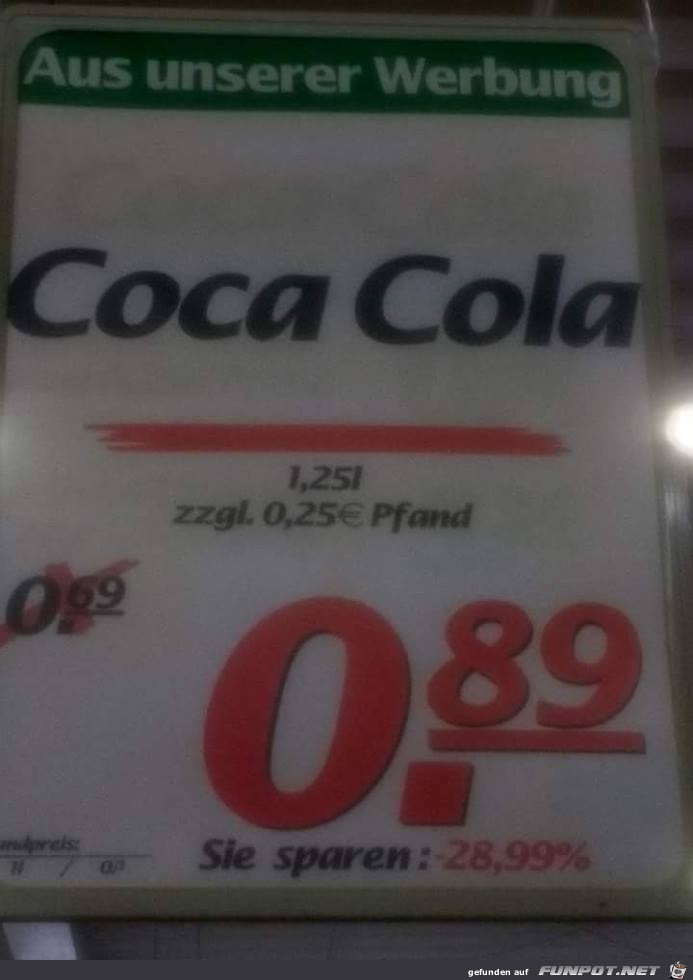 Aus unserer Werbung
Coca Cola
1,25l
zzgl. 0,25€ Pfand
0.69
0.89
Sie sparen: -28,99%
1l /
gefunden auf FUNPOT.NET